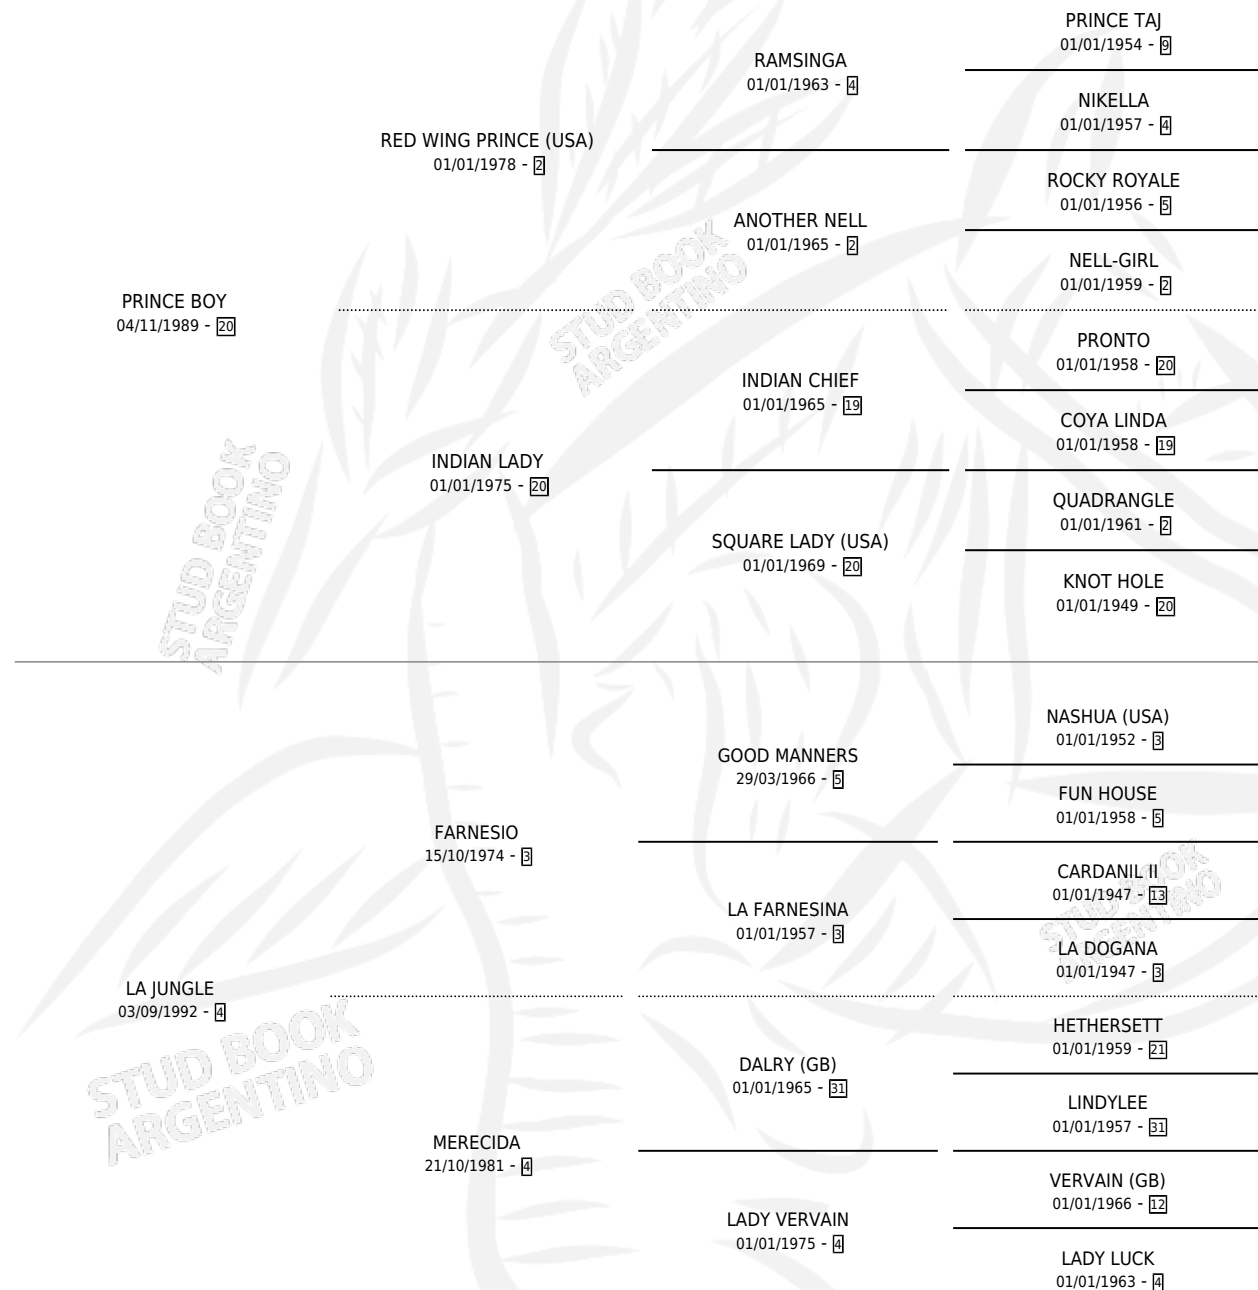 PRINCE TAJ
01/01/1954 - 9
RAMSINGA
01/01/1963 - 4
NIKELLA
01/01/1957 - 4
RED WING PRINCE (USA)
01/01/1978 - 2
ROCKY ROYALE
01/01/1956 - 5
ANOTHER NELL
01/01/1965 - 2
NELL-GIRL
01/01/1959 - 2
PRINCE BOY
04/11/1989 - 20
PRONTO
01/01/1958 - 20
INDIAN CHIEF
01/01/1965 - 19
COYA LINDA
01/01/1958 - 19
INDIAN LADY
01/01/1975 - 20
QUADRANGLE
01/01/1961 - 2
SQUARE LADY (USA)
01/01/1969 - 20
KNOT HOLE
01/01/1949 - 20
STUD BOOK
ARGENTINO
STUD BOOK
ARGENTINO
NASHUA (USA)
01/01/1952 - 3
GOOD MANNERS
29/03/1966 - 5
FUN HOUSE
01/01/1958 - 5
FARNESIO
15/10/1974 - 3
CARDANIL II
01/01/1947 - 13
LA FARNESINA
01/01/1957 - 3
LA DOGANA
01/01/1947 - 3
STUD BOOK
ARGENTINO
LA JUNGLE
03/09/1992 - 4
HETHERSETT
01/01/1959 - 21
DALRY (GB)
01/01/1965 - 31
LINDYLEE
01/01/1957 - 31
STUD BOOK
ARGENTINO
MERECIDA
21/10/1981 - 4
VERVAIN (GB)
01/01/1966 - 12
LADY VERVAIN
01/01/1975 - 4
LADY LUCK
01/01/1963 - 4